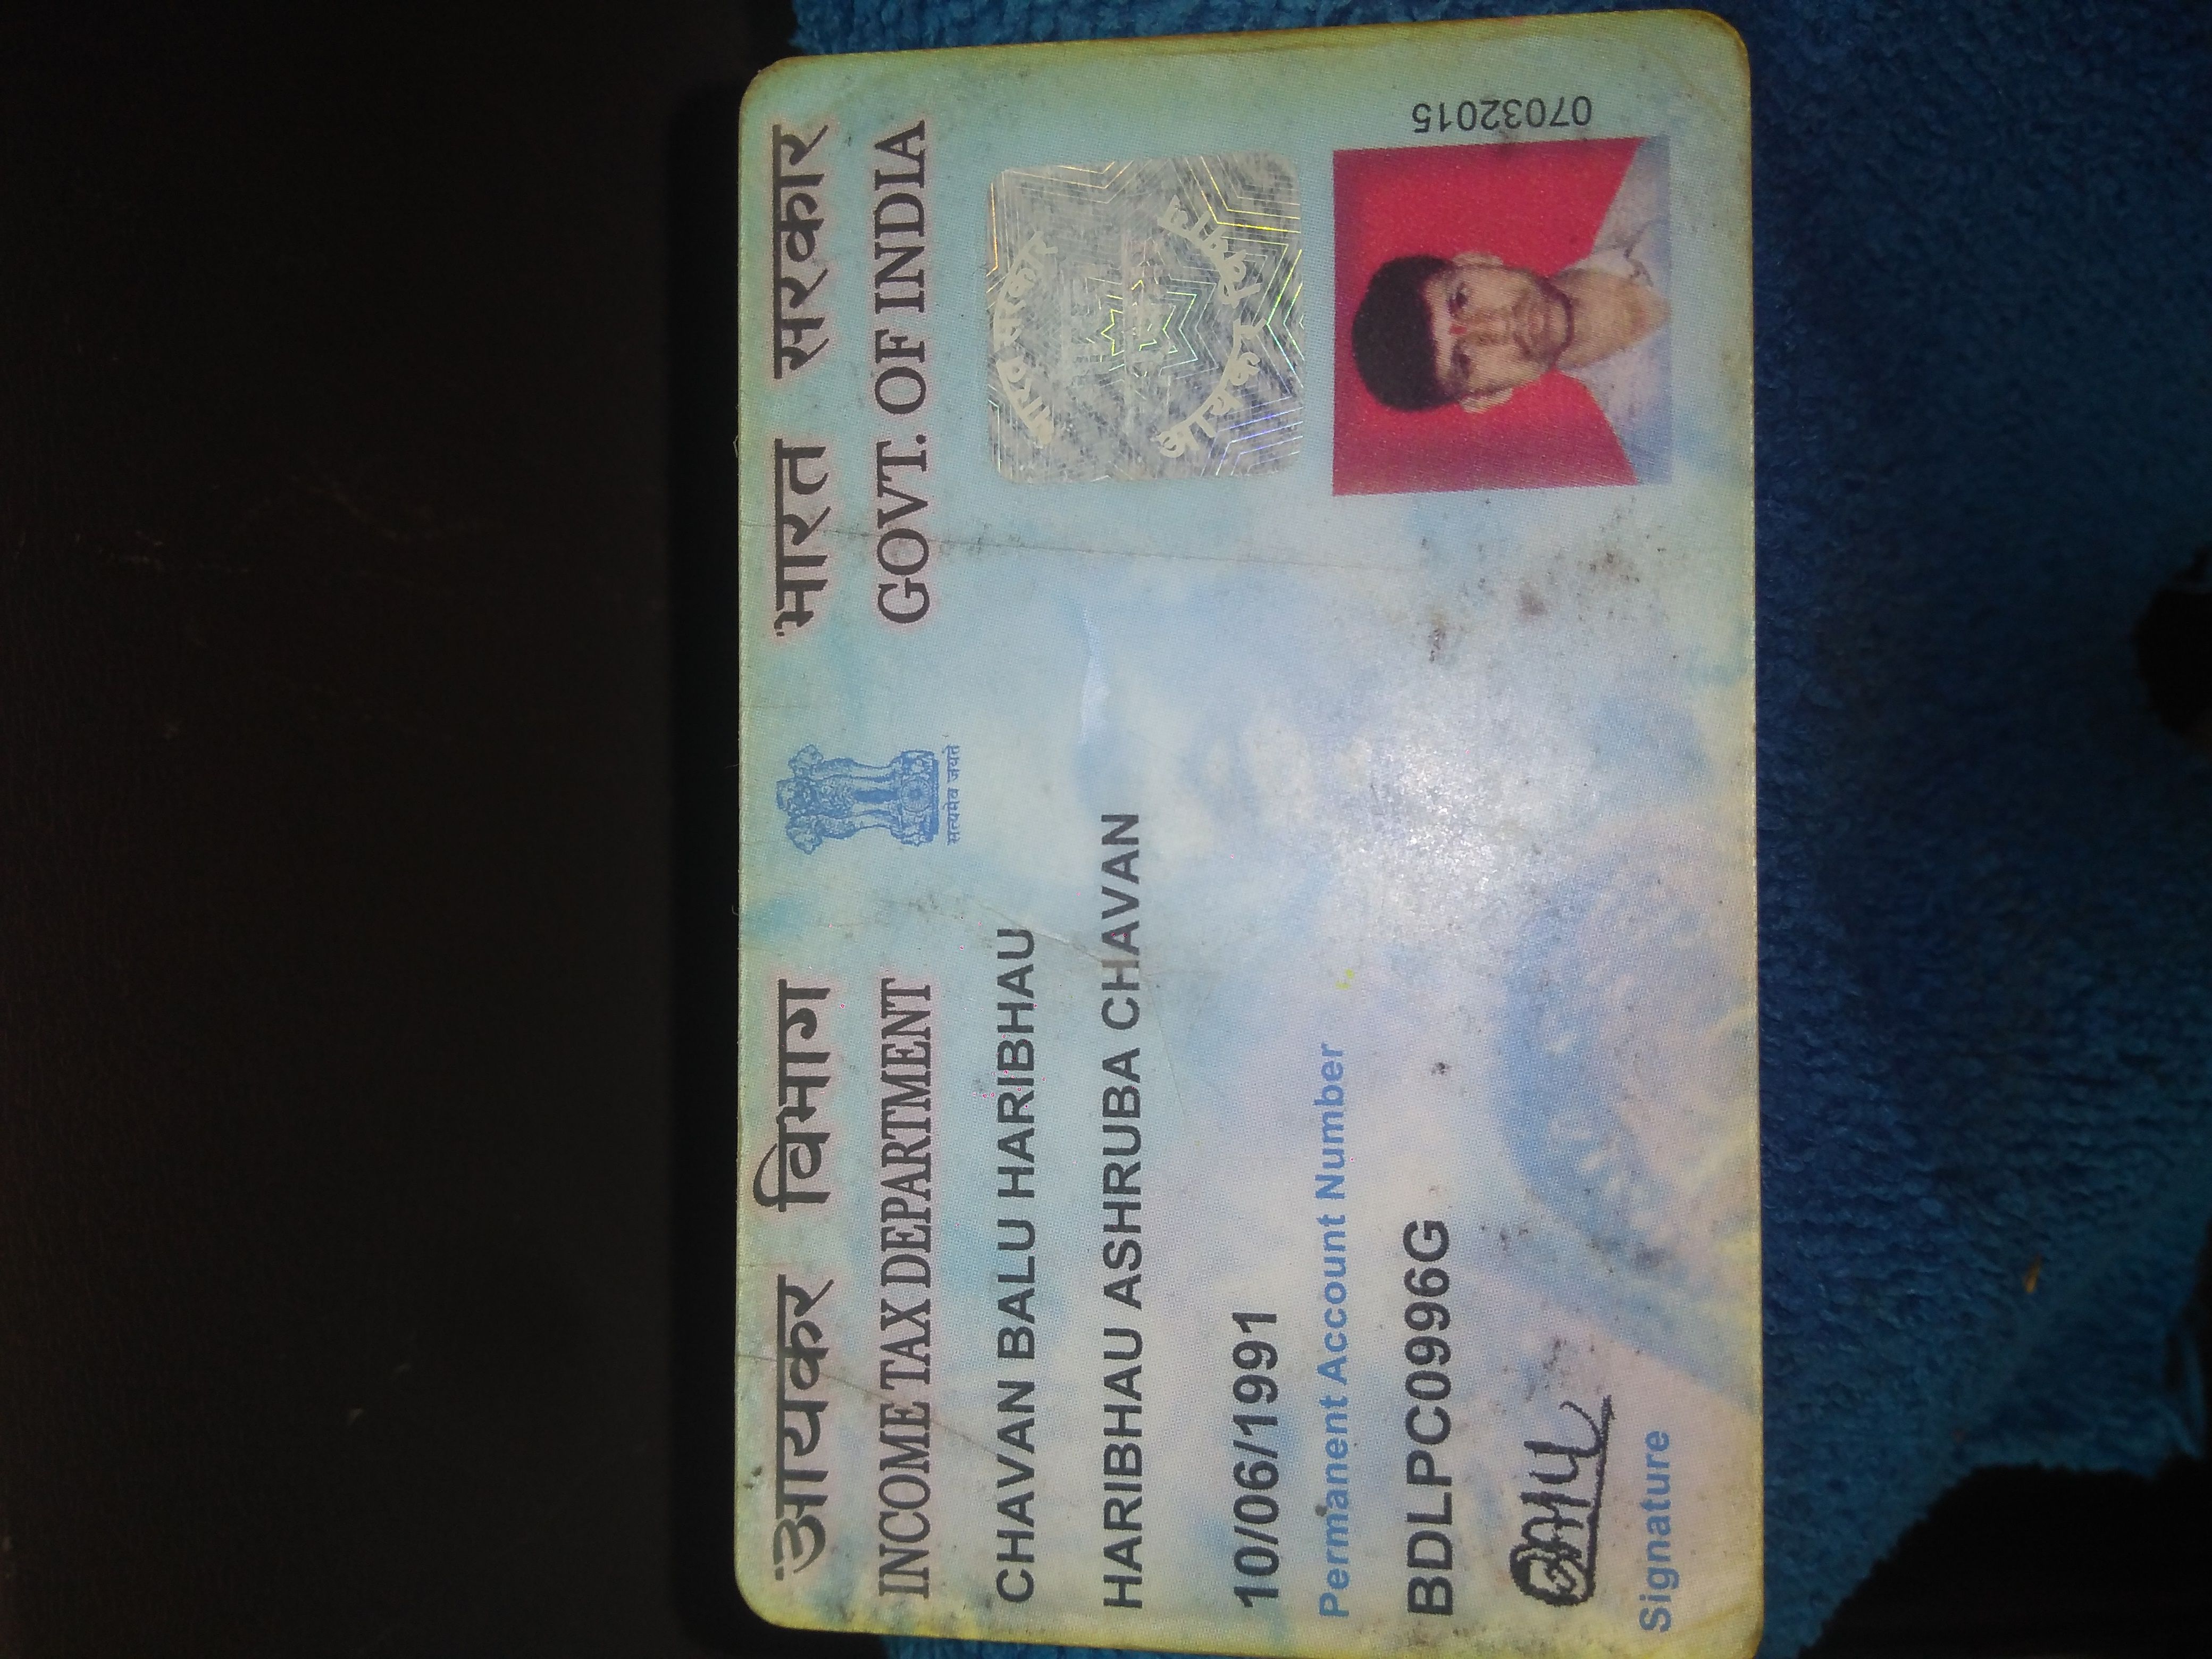 आयकर विभाग
INCOME TAX DEPARTMENT
सत्यमेव जयते
भारत सरकार
GOVT. OF INDIA
CHAVAN BALU HARIBHAU
HARIBHAU ASHRUBA CHAVAN
10/06/1991
Permanent Account Number
BDLPC0996G
Signature
भारत सरकार
आयकर विभाग
07032015